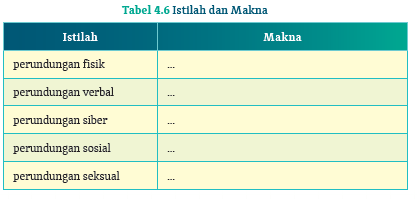 Tabel 4.6 Istilah dan Makna
Istilah Makna
perundungan fisik ...
perundungan verbal ...
perundungan siber ...
perundungan sosial ...
perundungan seksual ...